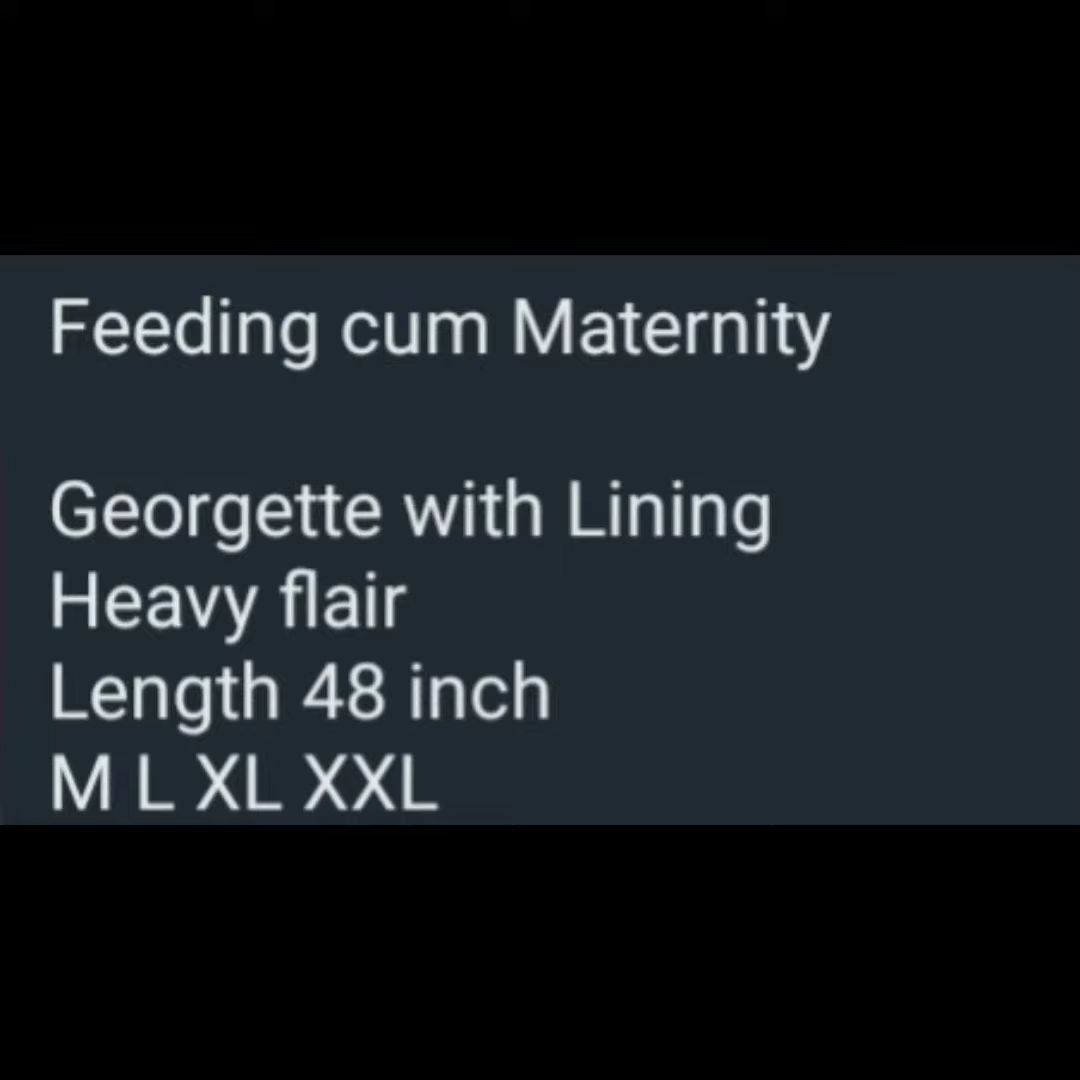 Feeding cum Maternity
Georgette with Lining
Heavy flair
Length 48 inch
M L XL XXL